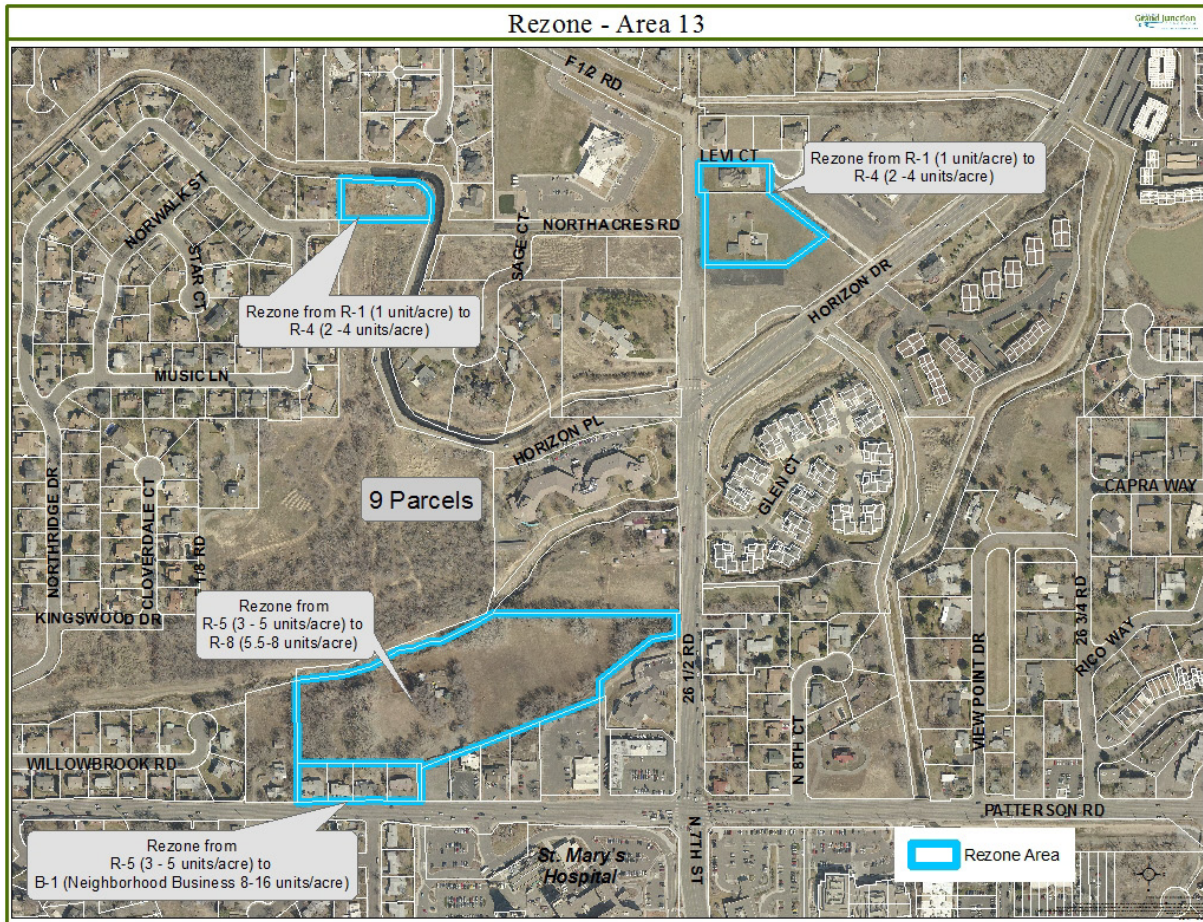 Rezone - Area 13
Grand Junction
F 1/2 RD
LEVI CT
Rezone from R-1 (1 unit/acre) to
R-4 (2 -4 units/acre)
NORWALK ST
STAR CT
NORTHACRES RD
SAGE CT
Rezone from R-1 (1 unit/acre) to
R-4 (2 -4 units/acre)
HORIZON DR
MUSIC LN
HORIZON PL
GLEN CT
9 Parcels
CAPRA WAY
NORTHRIDGE DR
CLOVERDALE CT
1/8 RD
KINGSWOOD DR
Rezone from
R-5 (3 - 5 units/acre) to
R-8 (5.5-8 units/acre)
26 1/2 RD
26 3/4 RD
RICO WAY
VIEW POINT DR
N 8TH CT
WILLOWBROOK RD
PATTERSON RD
Rezone from
R-5 (3 - 5 units/acre) to
B-1 (Neighborhood Business 8-16 units/acre)
St. Mary's
Hospital
N 7TH ST
Rezone Area